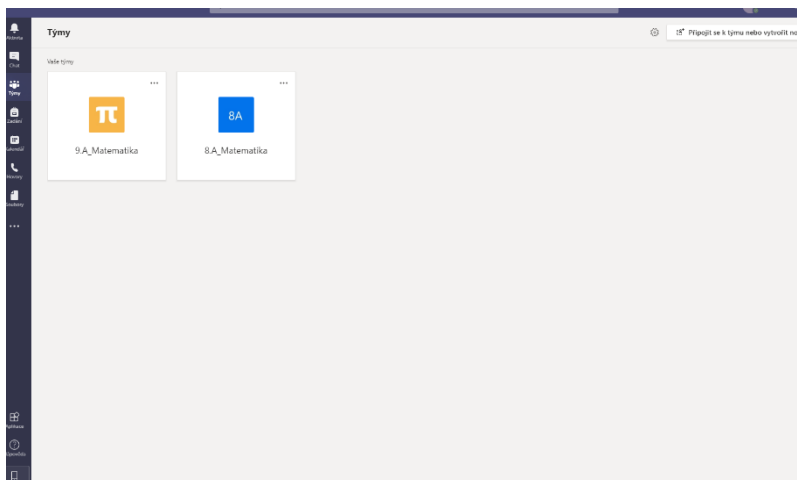 Týmy
Připojit se k týmu nebo vytvořit no
Vaše týmy
9.A_Matematika
8A
8.A_Matematika
Aktivita
Chat
Týmy
Zadání
Kalendář
Hovory
Soubory
Aplikace